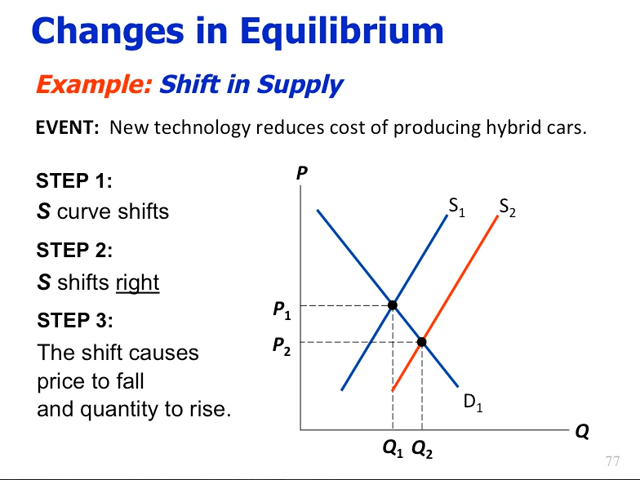 Changes in Equilibrium
Example: Shift in Supply
EVENT: New technology reduces cost of producing hybrid cars.
STEP 1:
S curve shifts
STEP 2:
S shifts right
STEP 3:
The shift causes
price to fall
and quantity to rise.
P
S1
S2
P1
P2
D1
Q
Q1 Q2
77